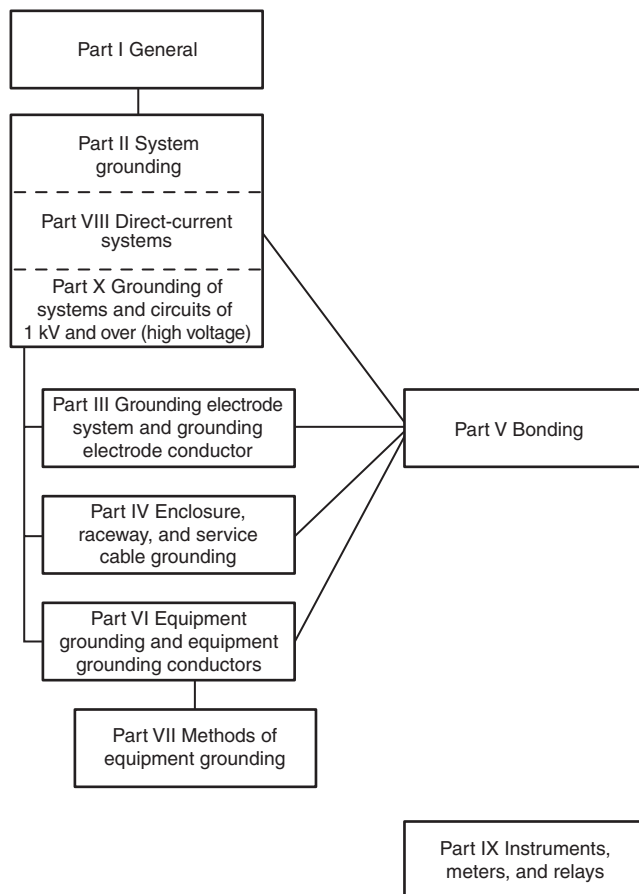 Part I General
Part II System
grounding
Part VIII Direct-current
systems
Part X Grounding of
systems and circuits of
1 kV and over (high voltage)
Part III Grounding electrode
system and grounding
electrode conductor
Part V Bonding
Part IV Enclosure,
raceway, and service
cable grounding
Part VI Equipment
grounding and equipment
grounding conductors
Part VII Methods of
equipment grounding
Part IX Instruments,
meters, and relays